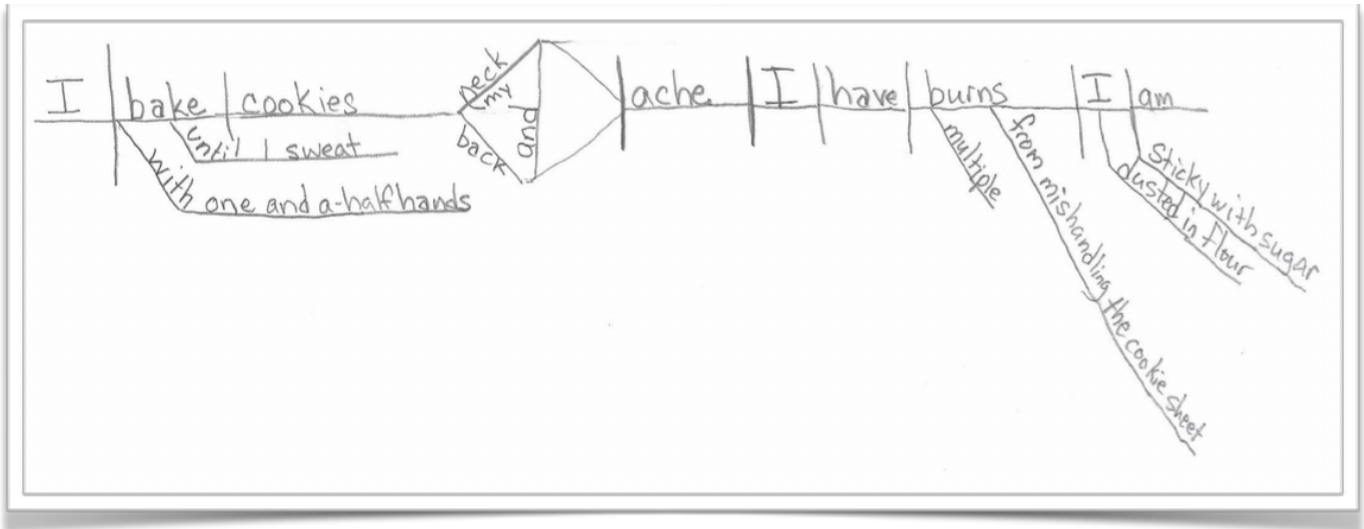 I bake cookies
until I sweat
with one and a-half hands
neck
my
and
back
ache I have burns
multiple
from mishandling the cookie sheet
I am
dusted in flour
Sticky with sugar